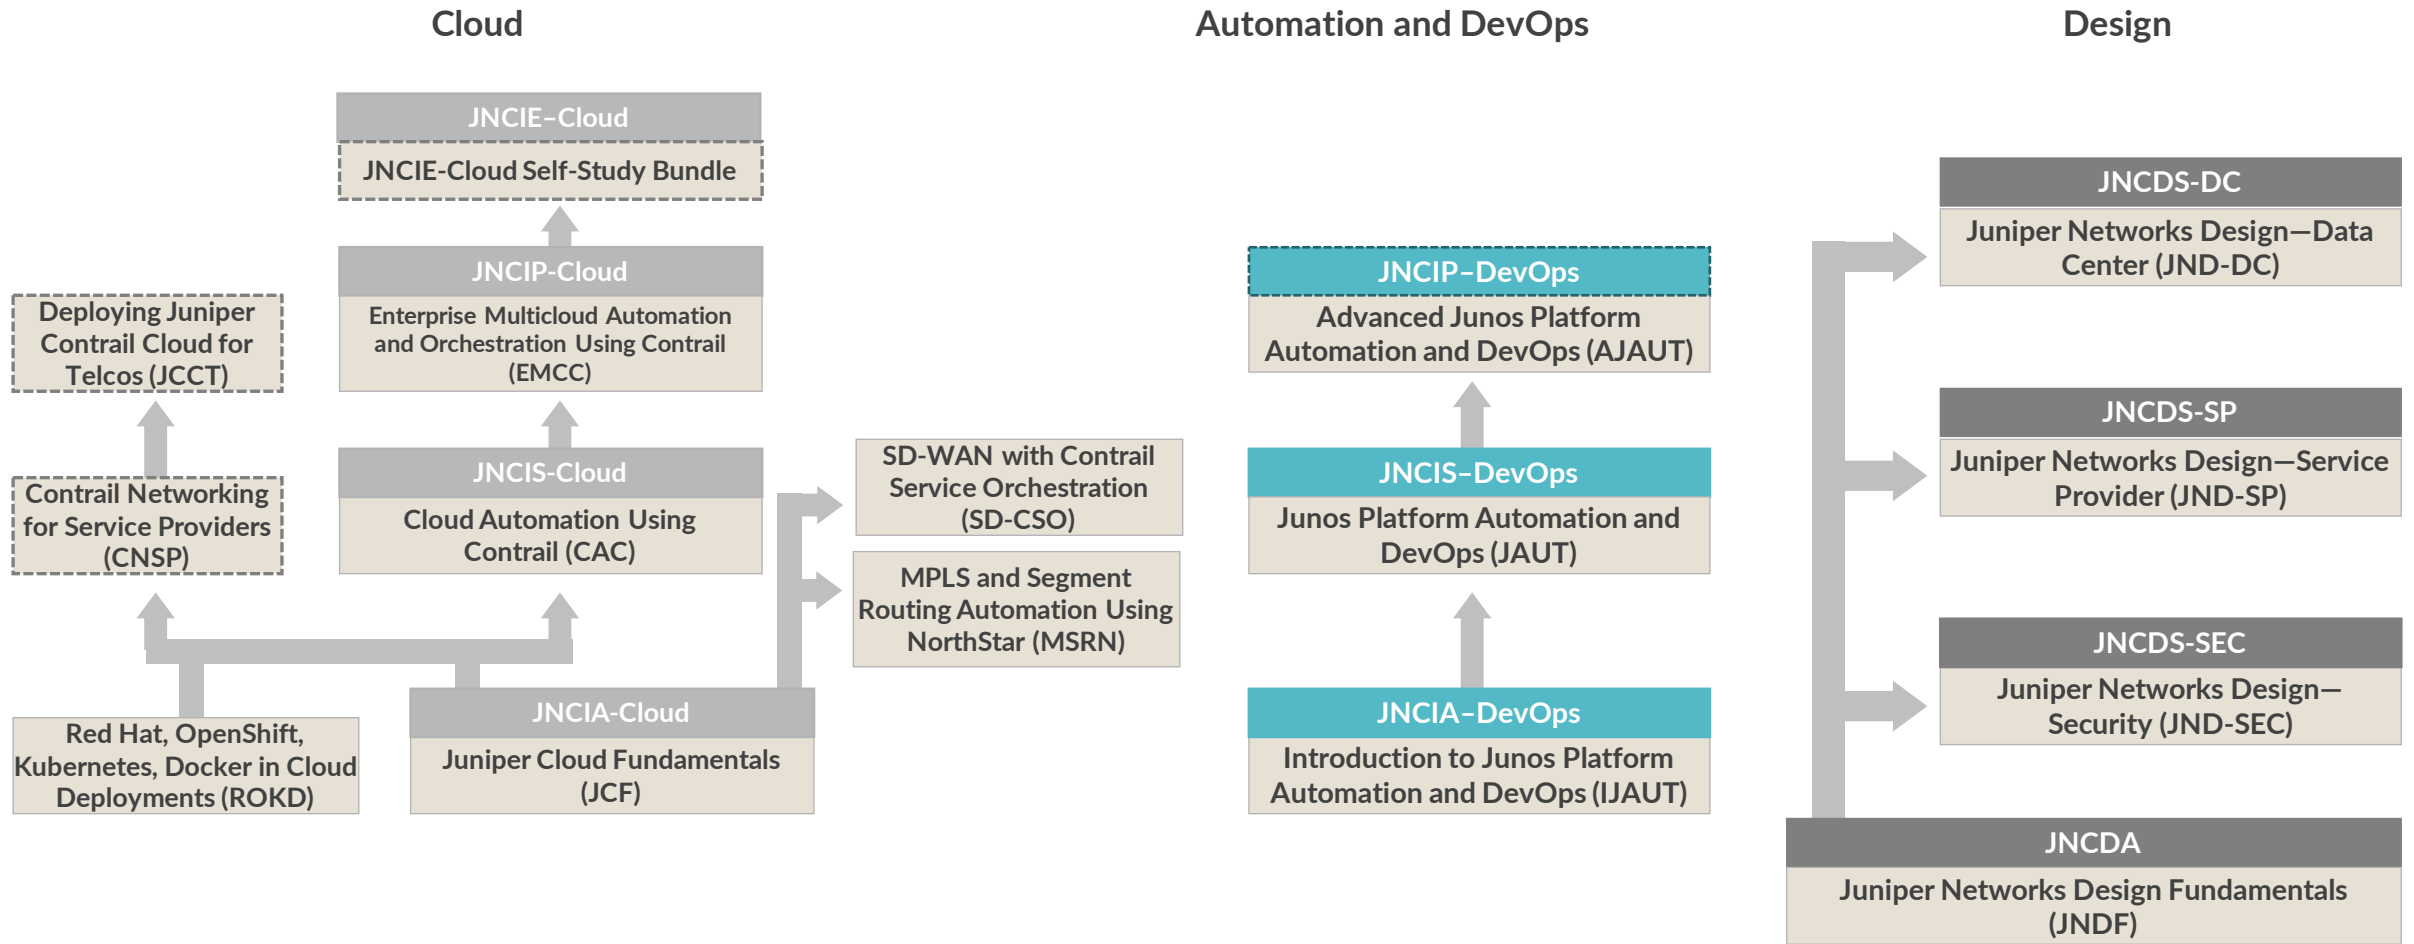 Cloud
Automation and DevOps
Design
JNCIE–Cloud
JNCIE-Cloud Self-Study Bundle
JNCIP-Cloud
Enterprise Multicloud Automation
and Orchestration Using Contrail
(EMCC)
Deploying Juniper
Contrail Cloud for
Telcos (JCCT)
JNCIS-Cloud
Cloud Automation Using
Contrail (CAC)
Contrail Networking
for Service Providers
(CNSP)
SD-WAN with Contrail
Service Orchestration
(SD-CSO)
MPLS and Segment
Routing Automation Using
NorthStar (MSRN)
JNCIA-Cloud
Juniper Cloud Fundamentals
(JCF)
Red Hat, OpenShift,
Kubernetes, Docker in Cloud
Deployments (ROKD)
JNCIP–DevOps
Advanced Junos Platform
Automation and DevOps (AJAUT)
JNCIS–DevOps
Junos Platform Automation and
DevOps (JAUT)
JNCIA–DevOps
Introduction to Junos Platform
Automation and DevOps (IJAUT)
JNCDS-DC
Juniper Networks Design—Data
Center (JND-DC)
JNCDS-SP
Juniper Networks Design—Service
Provider (JND-SP)
JNCDS-SEC
Juniper Networks Design—
Security (JND-SEC)
JNCDA
Juniper Networks Design Fundamentals
(JNDF)